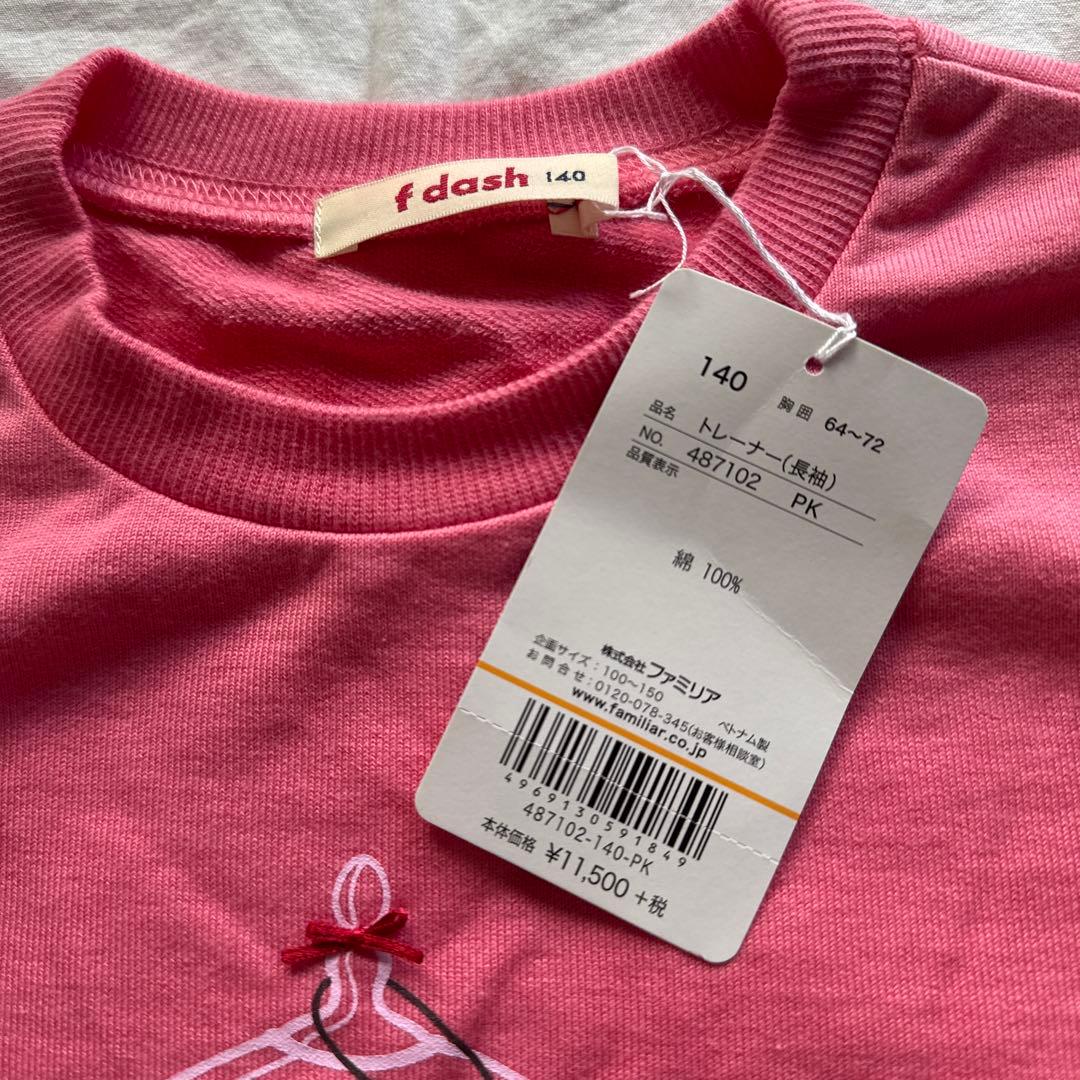 f dash 140
140 胸囲 64～72
品名 トレーナー(長袖)
NO. 487102 PK
品質表示
綿 100%
株式会社ファミリア
企画サイズ：100～150 ベトナム製
お問合せ：0120-078-345(お客様相談室)
www.familiar.co.jp
4969130591849
487102-140-PK
本体価格 ¥11,500 +税